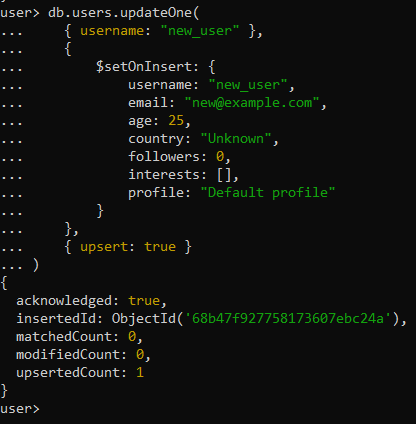 user> db.users.updateOne(
...     { username: "new_user" },
...     {
...         $setOnInsert: {
...             username: "new_user",
...             email: "new@example.com",
...             age: 25,
...             country: "Unknown",
...             followers: 0,
...             interests: [],
...             profile: "Default profile"
...         }
...     },
...     { upsert: true }
... )
{
  acknowledged: true,
  insertedId: ObjectId('68b47f927758173607ebc24a'),
  matchedCount: 0,
  modifiedCount: 0,
  upsertedCount: 1
}
user>